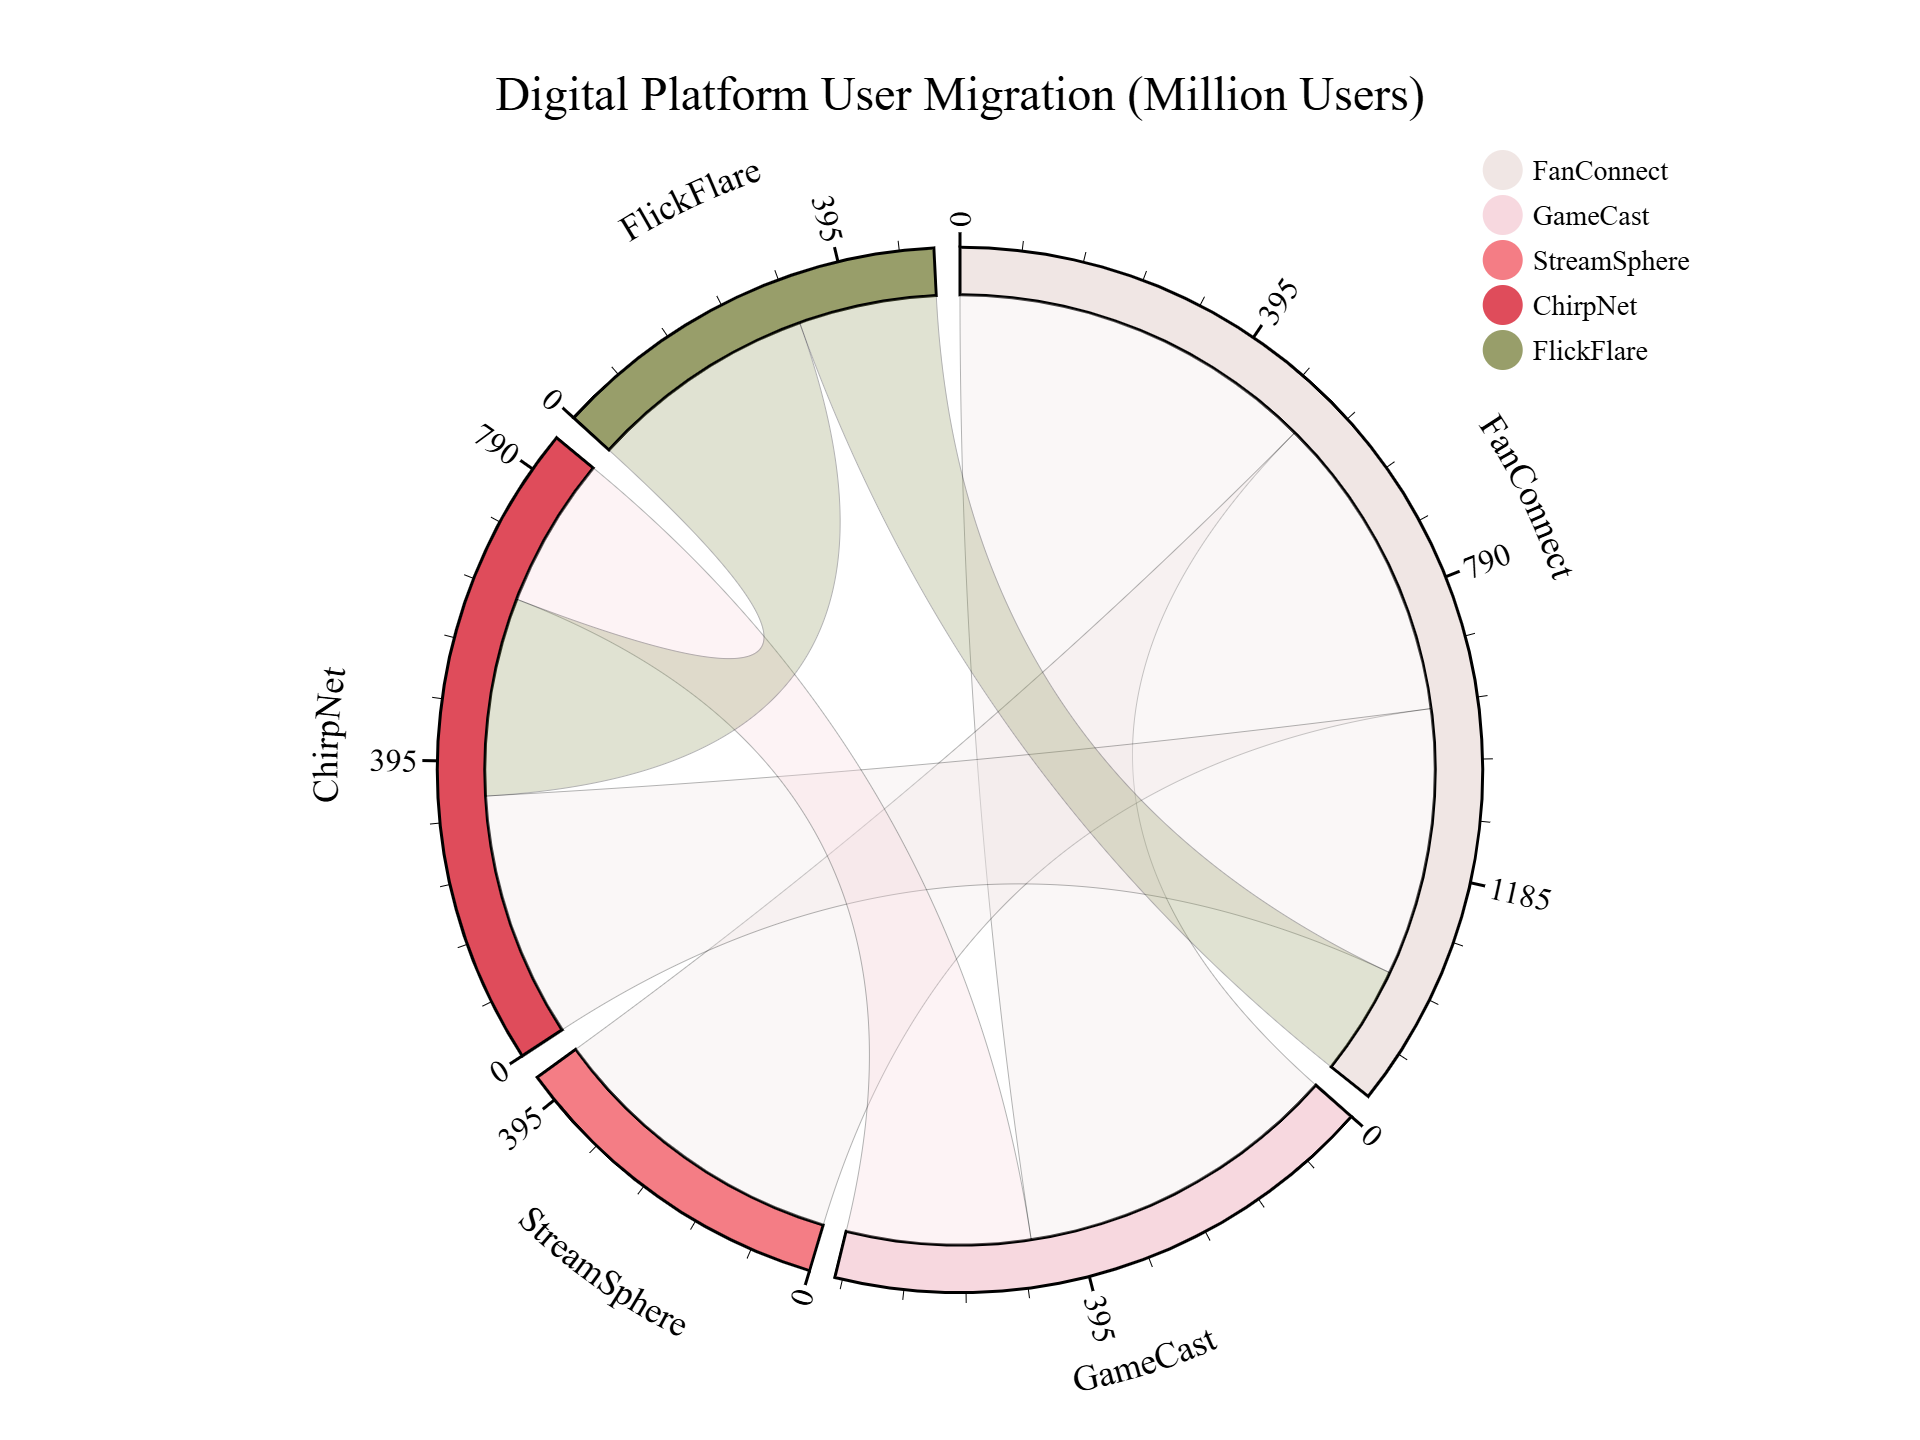 Digital Platform User Migration (Million Users)
FanConnect
GameCast
StreamSphere
ChirpNet
FlickFlare
0
395
790
1185
FanConnect
0
395
GameCast
0
395
StreamSphere
0
395
790
ChirpNet
0
395
FlickFlare